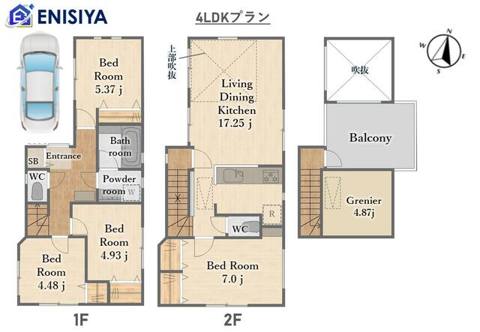 ENISIYA
4LDKプラン
Bed
Room
5.37 j
Bath
room
Entrance
SB
WC
Powder
room
W
Bed
Room
4.93 j
Bed
Room
4.48 j
1F
上部吹抜
Living
Dining
Kitchen
17.25 j
R
WC
Bed Room
7.0 j
2F
吹抜
Balcony
Grenier
4.87j
N
W
E
S